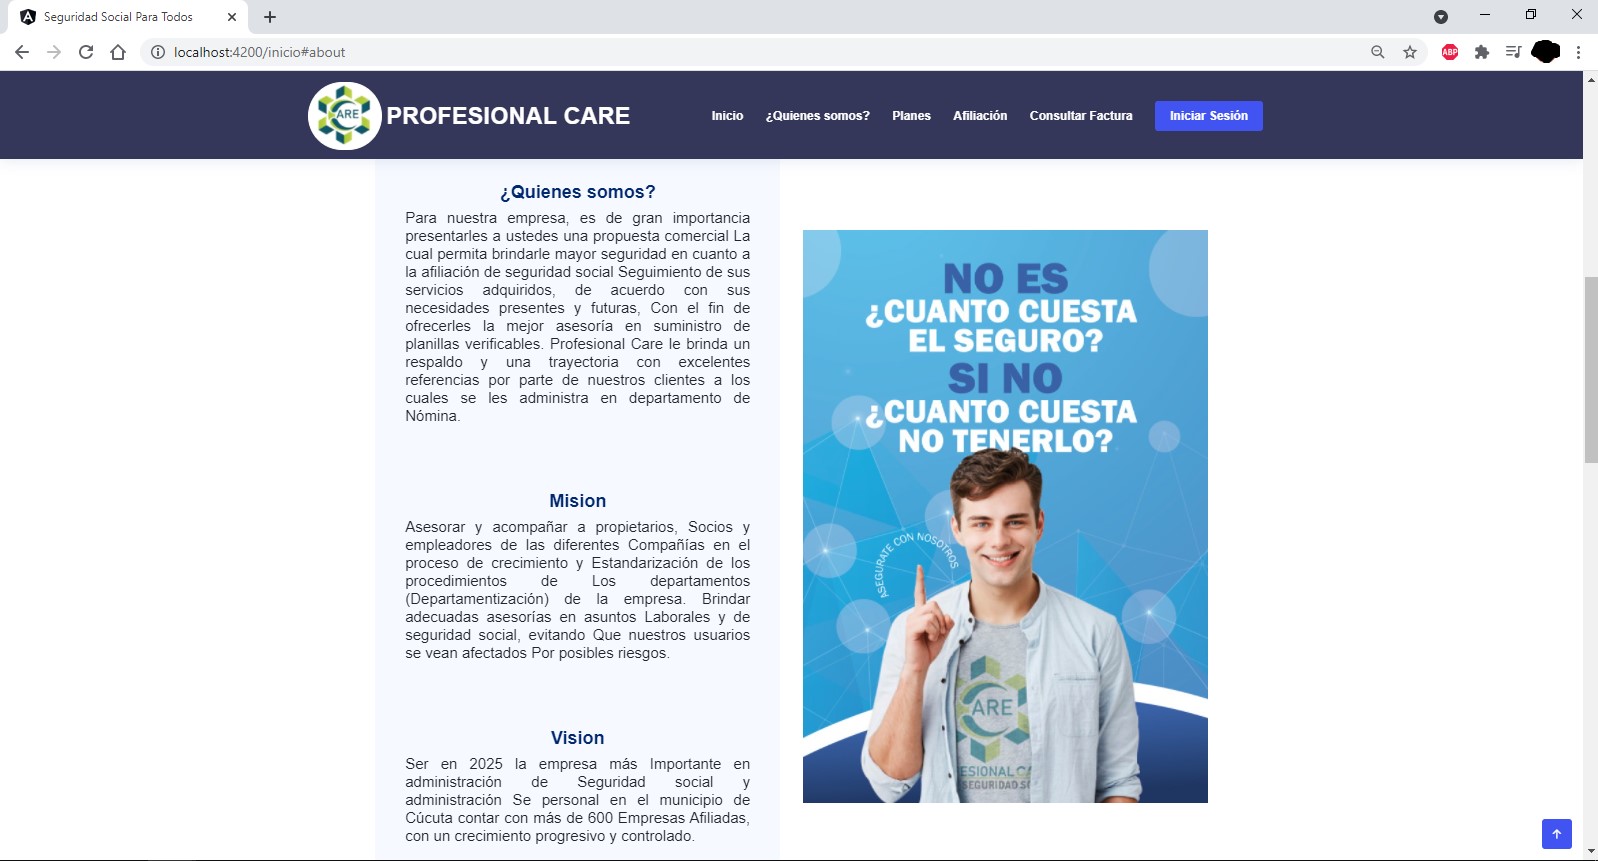 Seguridad Social Para Todos
localhost:4200/inicio#about
ABP
ARE
PROFESIONAL CARE
Inicio
¿Quienes somos?
Planes
Afiliación
Consultar Factura
Iniciar Sesión
¿Quienes somos?
Para nuestra empresa, es de gran importancia
presentarles a ustedes una propuesta comercial La
cual permita brindarle mayor seguridad en cuanto a
la afiliación de seguridad social Seguimiento de sus
servicios adquiridos, de acuerdo con sus
necesidades presentes y futuras, Con el fin de
ofrecerles la mejor asesoría en suministro de
planillas verificables. Profesional Care le brinda un
respaldo y una trayectoria con excelentes
referencias por parte de nuestros clientes a los
cuales se les administra en departamento de
Nómina.
Mision
Asesorar y acompañar a propietarios, Socios y
empleadores de las diferentes Compañías en el
proceso de crecimiento y Estandarización de los
procedimientos de Los departamentos
(Departamentización) de la empresa. Brindar
adecuadas asesorías en asuntos Laborales y de
seguridad social, evitando Que nuestros usuarios
se vean afectados Por posibles riesgos.
Vision
Ser en 2025 la empresa más Importante en
administración de Seguridad social y
administración Se personal en el municipio de
Cúcuta contar con más de 600 Empresas Afiliadas,
con un crecimiento progresivo y controlado.
NO ES
¿CUANTO CUESTA
EL SEGURO?
SI NO
¿CUANTO CUESTA
NO TENERLO?
ASEGURATE CON NOSOTROS
ARE
ESIONAL CA
SEGURIDAD SO